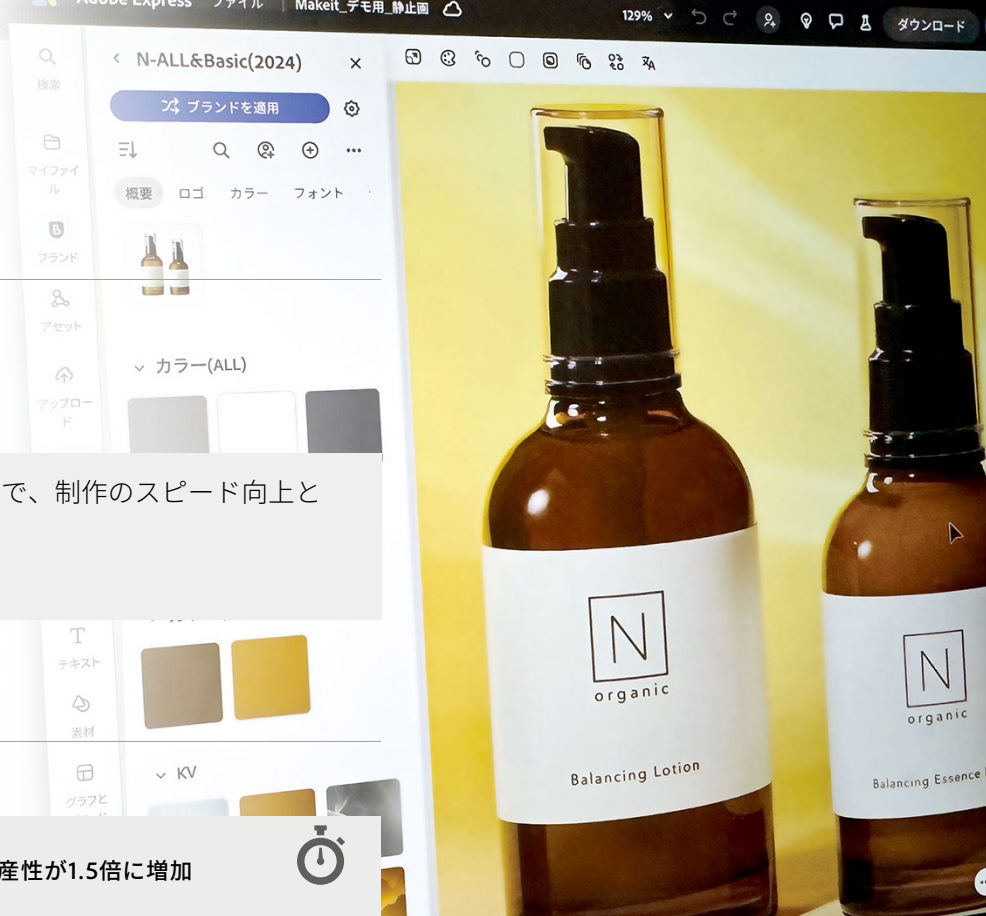 Adobe Express ファイル Makeit_デモ用_静止画 129% ダウンロード
検索
マイファイ
ル
ブランド
アセット
アップロー
ド
テキスト
素材
グラフと
N-ALL&Basic(2024)
ブランドを適用
概要 ロゴ カラー フォント
カラー(ALL)
で、制作のスピード向上と
KV
産性が1.5倍に増加
N
organic
Balancing Lotion
N
organic
Balancing Essence